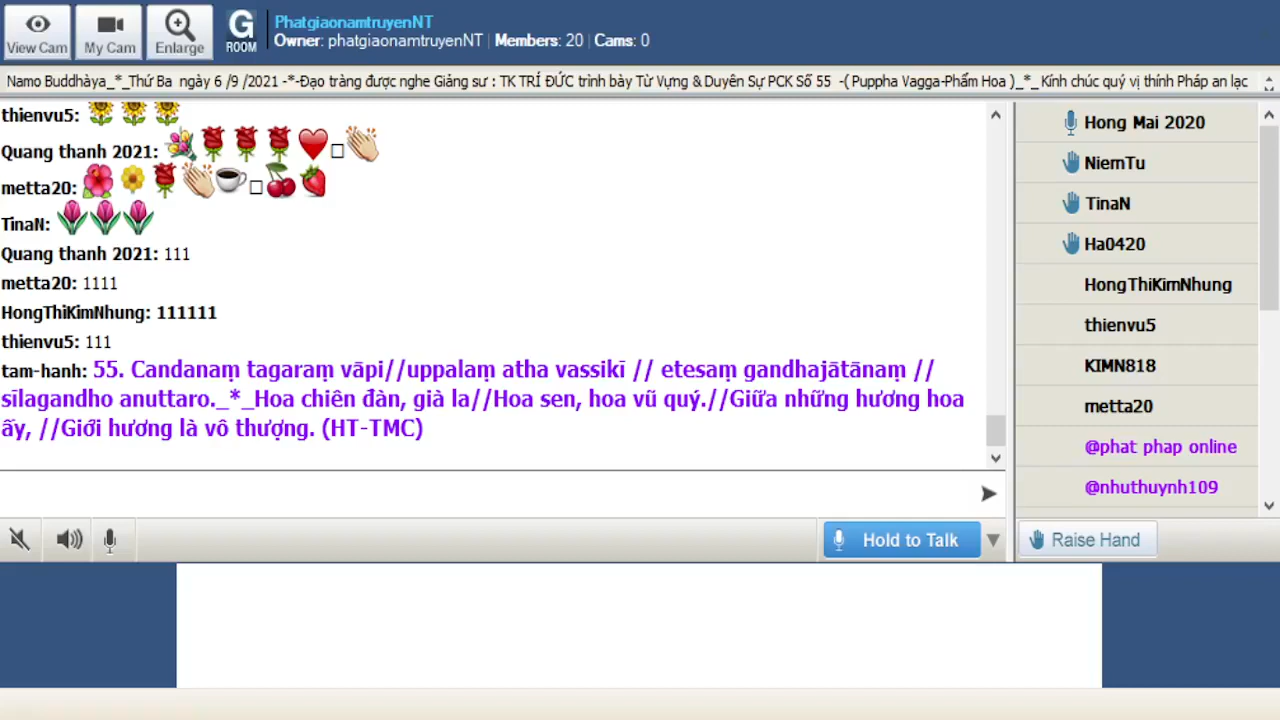 View Cam
My Cam
Enlarge
G
ROOM
PhatgiaonamtruyenNT
Owner: phatgiaonamtruyenNT | Members: 20 | Cams: 0
Namo Buddhàya_*_Thứ Ba ngày 6 /9 /2021 -*-Đạo tràng được nghe Giảng sư : TK TRÍ ĐỨC trình bày Từ Vựng & Duyên Sự PCK Số 55 -( Puppha Vagga-Phẩm Hoa )_*_ Kính chúc quý vị thính Pháp an lạc
thienvu5: 🌻🌻🌻
Quang thanh 2021: 💐🌹🌹🌹❤️□👏🏻
metta20: 🌺🌼🌹👏🏻☕□🍒🍓
TinaN: 🌷🌷🌷
Quang thanh 2021: 111
metta20: 1111
HongThiKimNhung: 111111
thienvu5: 111
tam-hanh: 55. Candanaṃ tagaraṃ vāpi//uppalaṃ atha vassikī // etesaṃ gandhajātānaṃ //
sīlagandho anuttaro._*_Hoa chiên đàn, già la//Hoa sen, hoa vũ quý.//Giữa những hương hoa
ấy, //Giới hương là vô thượng. (HT-TMC)
Hold to Talk
Hong Mai 2020
NiemTu
TinaN
Ha0420
HongThiKimNhung
thienvu5
KIMN818
metta20
@phat phap online
@nhuthuynh109
Raise Hand